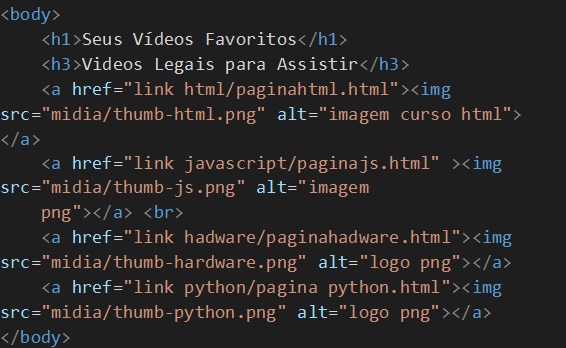 <body>
    <h1>Seus Vídeos Favoritos</h1>
    <h3>Videos Legais para Assistir</h3>
    <a href="link html/paginahtml.html"><img
src="midia/thumb-html.png" alt="imagem curso html">
</a>
    <a href="link javascript/paginajs.html" ><img
src="midia/thumb-js.png" alt="imagem
    png"></a> <br>
    <a href="link hadware/paginahadware.html"><img
src="midia/thumb-hardware.png" alt="logo png"></a>
    <a href="link python/pagina python.html"><img
src="midia/thumb-python.png" alt="logo png"></a>
</body>